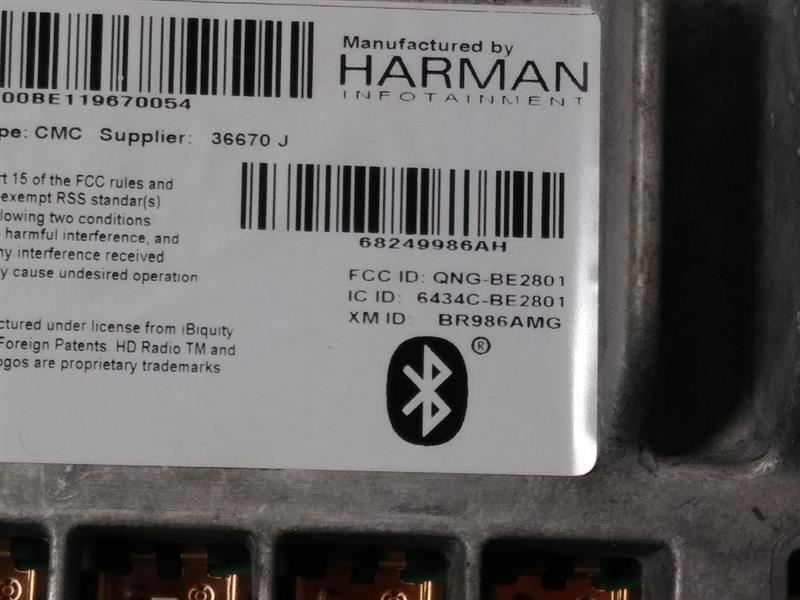 Manufactured by
HARMAN
INFOTAINMENT
00BE119670054
pe: CMC Supplier: 36670 J
68249986AH
rt 15 of the FCC rules and
exempt RSS standar(s)
lowing two conditions
harmful interference, and
ny interference received
y cause undesired operation
FCC ID: QNG-BE2801
IC ID: 6434C-BE2801
XM ID: BR986AMG
®
ctured under license from iBiquity
Foreign Patents. HD Radio TM and
ogos are proprietary trademarks